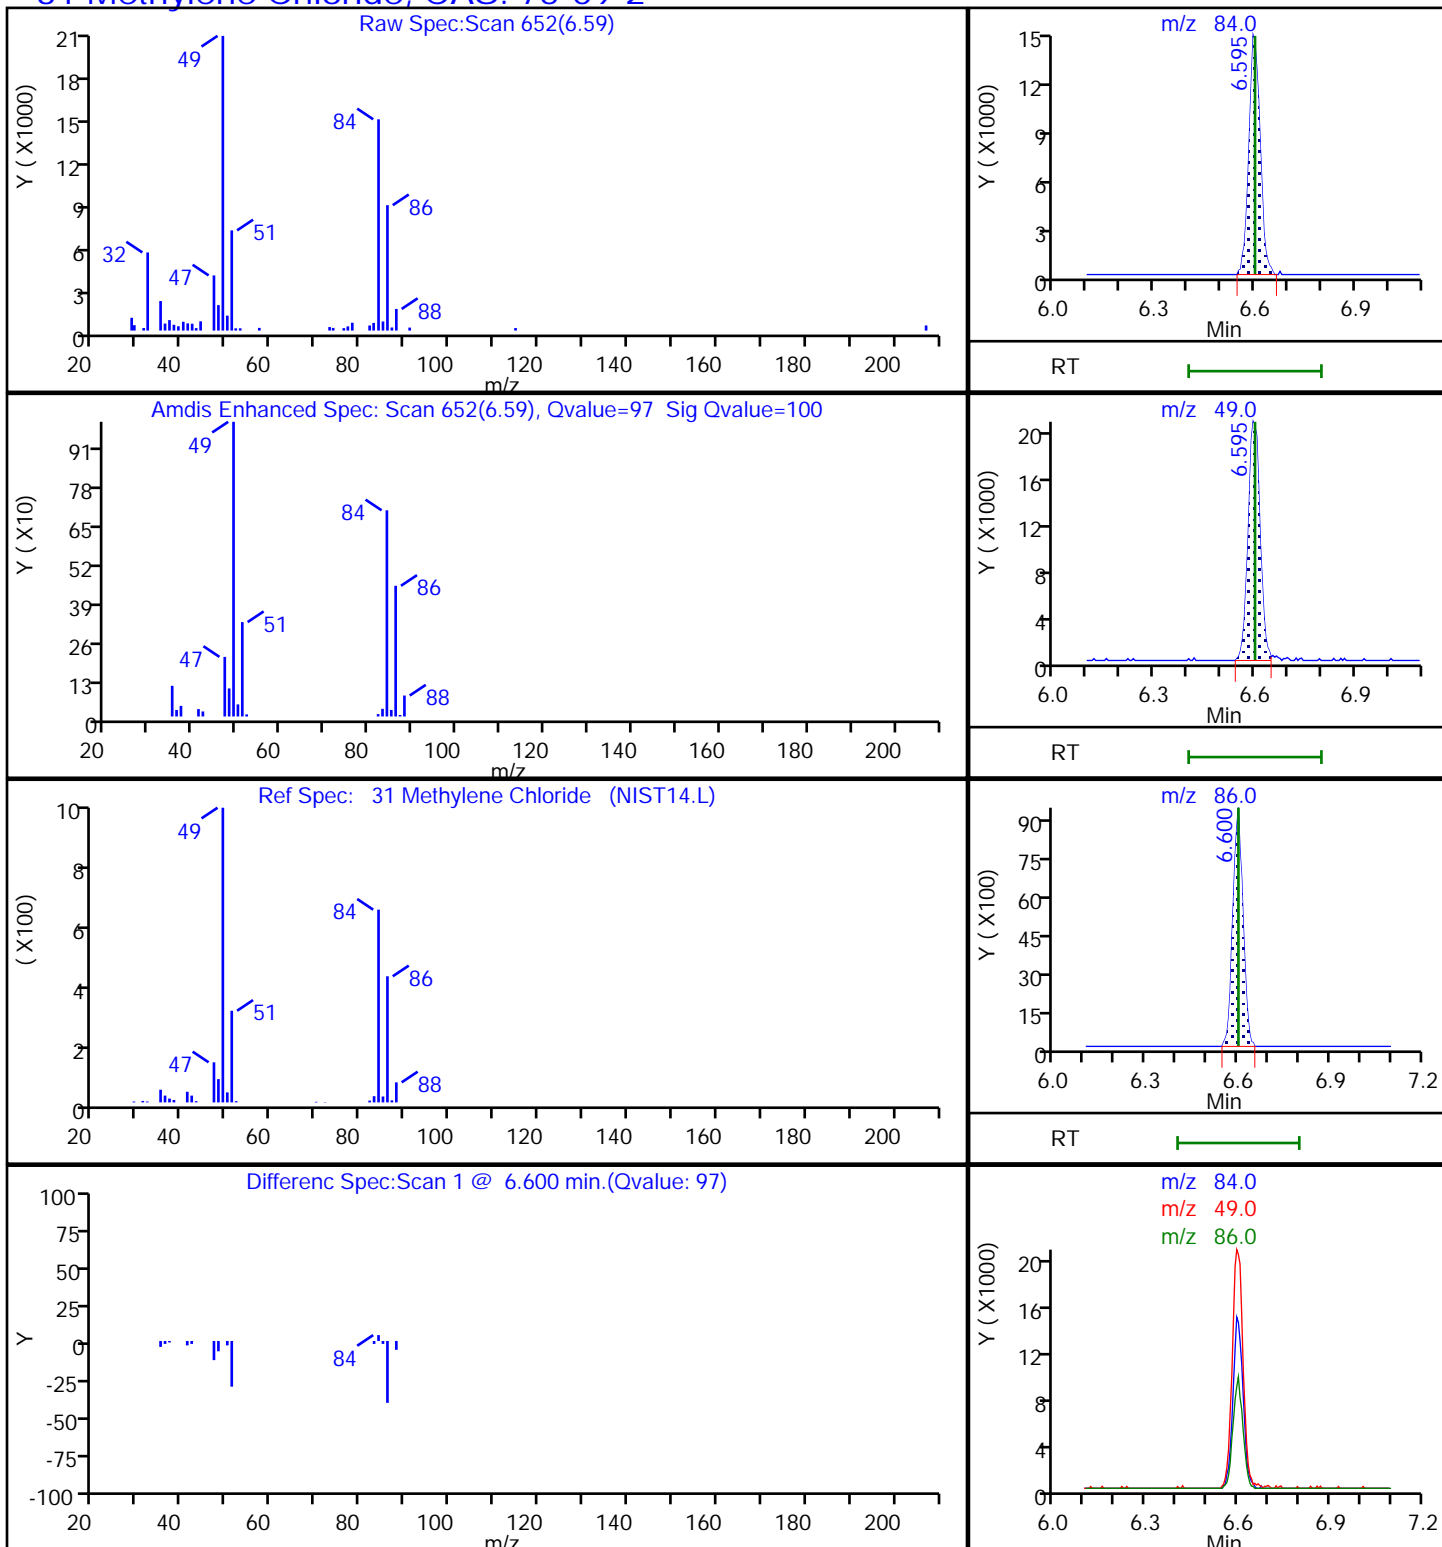 31 Methylene Chloride, CAS: 75-09-2
Raw Spec:Scan 652(6.59)
Y ( X1000)
21
18
15
12
9
6
3
0
49
84
86
51
32
47
88
20 40 60 80 100 120 140 160 180 200
m/z
m/z 84.0
Y ( X1000)
15
12
9
6
3
0
6.595
6.0 6.3 6.6 6.9
Min
RT
Amdis Enhanced Spec: Scan 652(6.59), Qvalue=97 Sig Qvalue=100
Y ( X10)
91
78
65
52
39
26
13
0
49
84
86
51
47
88
20 40 60 80 100 120 140 160 180 200
m/z
m/z 49.0
Y ( X1000)
20
16
12
8
4
0
6.595
6.0 6.3 6.6 6.9
Min
RT
Ref Spec: 31 Methylene Chloride (NIST14.L)
( X100)
10
8
6
4
2
0
49
84
86
51
47
88
20 40 60 80 100 120 140 160 180 200
m/z 86.0
Y ( X100)
90
75
60
45
30
15
0
6.600
6.0 6.3 6.6 6.9 7.2
Min
RT
Differenc Spec:Scan 1 @ 6.600 min.(Qvalue: 97)
Y
100
75
50
25
0
-25
-50
-75
-100
84
20 40 60 80 100 120 140 160 180 200
m/z
m/z 84.0
m/z 49.0
m/z 86.0
Y ( X1000)
20
16
12
8
4
0
6.0 6.3 6.6 6.9 7.2
Min